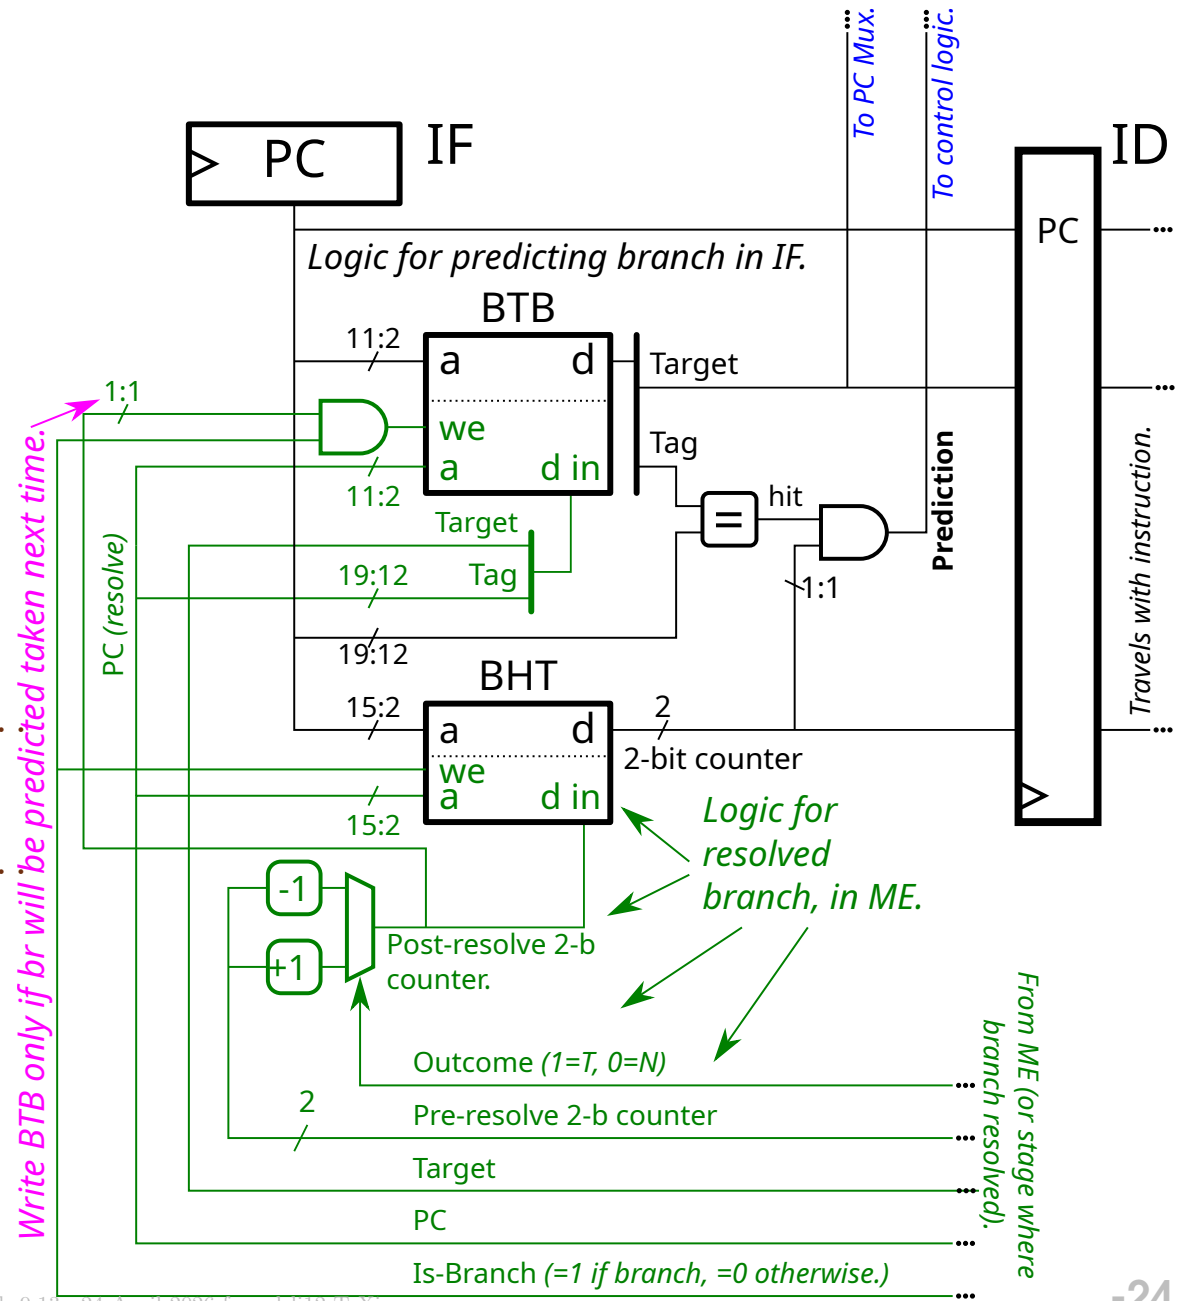 To PC Mux.
To control logic.
IF
ID
PC
PC
Logic for predicting branch in IF.
BTB
11:2
a
d
Target
1:1
we
Tag
a
d in
11:2
hit
Target
Prediction
=
19:12
Tag
1:1
PC (resolve)
19:12
BHT
15:2
a
d
2
2-bit counter
we
a
d in
15:2
Travels with instruction.
Write BTB only if br will be predicted taken next time.
Logic for
resolved
branch, in ME.
-1
+1
Post-resolve 2-b
counter.
Outcome (1=T, 0=N)
2
Pre-resolve 2-b counter
Target
PC
Is-Branch (=1 if branch, =0 otherwise.)
From ME (or stage where
branch resolved).
-24